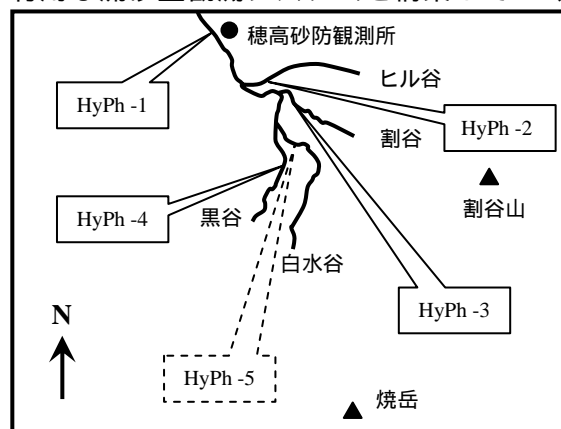 穂高砂防観測所
ヒル谷
HyPh -1
HyPh -2
割谷
割谷山
HyPh -4
黒谷
白水谷
HyPh -3
N
HyPh -5
焼岳